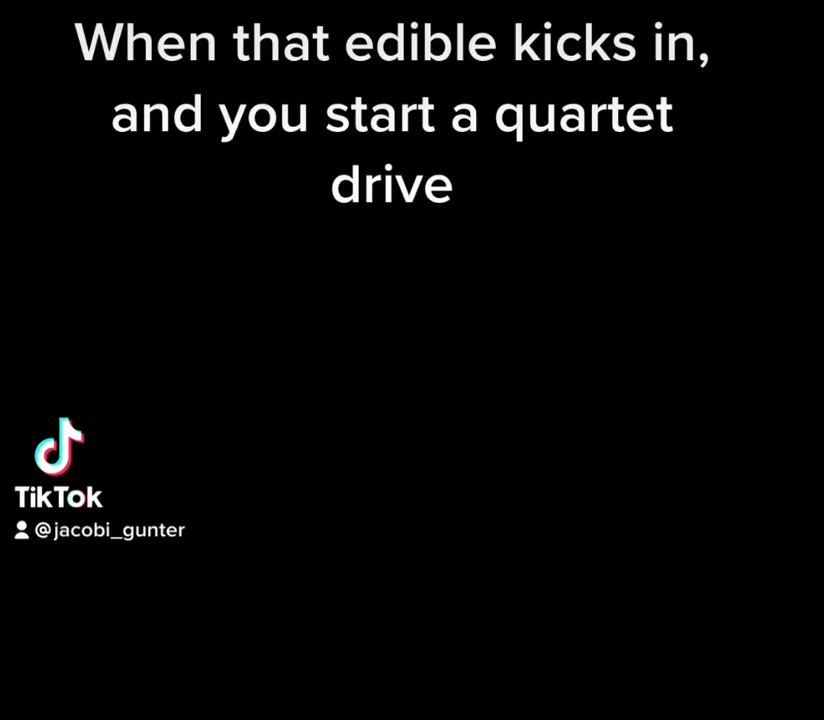 When that edible kicks in,
and you start a quartet
drive
TikTok
@jacobi_gunter